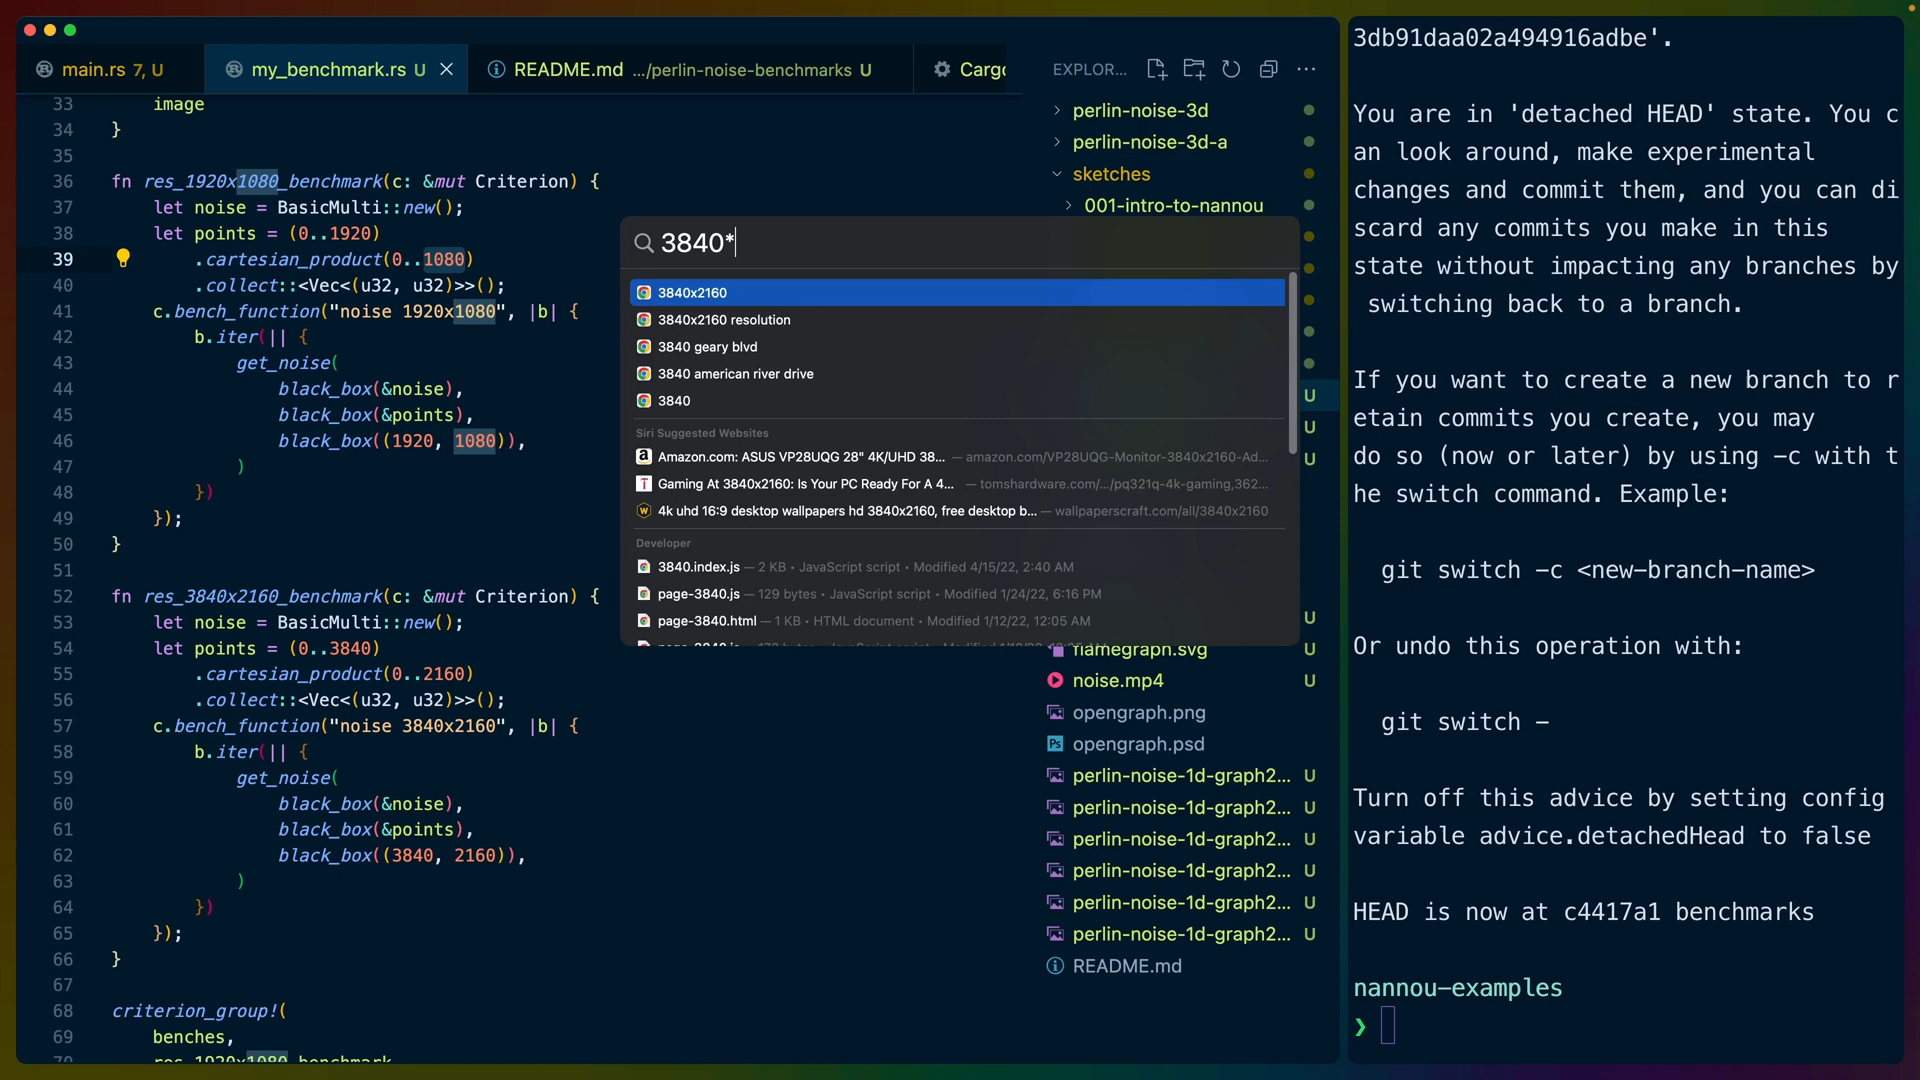 main.rs 7, U
my_benchmark.rs U
README.md .../perlin-noise-benchmarks U
Cargo
33 image
34 }
35
36 fn res_1920x1080_benchmark(c: &mut Criterion) {
37 let noise = BasicMulti::new();
38 let points = (0..1920)
39 .cartesian_product(0..1080)
40 .collect::<Vec<(u32, u32)>>();
41 c.bench_function("noise 1920x1080", |b| {
42 b.iter(|| {
43 get_noise(
44 black_box(&noise),
45 black_box(&points),
46 black_box((1920, 1080)),
47 )
48 })
49 });
50 }
51
52 fn res_3840x2160_benchmark(c: &mut Criterion) {
53 let noise = BasicMulti::new();
54 let points = (0..3840)
55 .cartesian_product(0..2160)
56 .collect::<Vec<(u32, u32)>>();
57 c.bench_function("noise 3840x2160", |b| {
58 b.iter(|| {
59 get_noise(
60 black_box(&noise),
61 black_box(&points),
62 black_box((3840, 2160)),
63 )
64 })
65 });
66 }
67
68 criterion_group!(
69 benches,
70 res_1920x1080_benchmark
3840*
3840x2160
3840x2160 resolution
3840 geary blvd
3840 american river drive
3840
Siri Suggested Websites
Amazon.com: ASUS VP28UQG 28" 4K/UHD 38... — amazon.com/VP28UQG-Monitor-3840x2160-Ad...
Gaming At 3840x2160: Is Your PC Ready For A 4... — tomshardware.com/.../pq321q-4k-gaming,362...
4k uhd 16:9 desktop wallpapers hd 3840x2160, free desktop b... — wallpaperscraft.com/all/3840x2160
Developer
3840.index.js — 2 KB • JavaScript script • Modified 4/15/22, 2:40 AM
page-3840.js — 129 bytes • JavaScript script • Modified 1/24/22, 6:16 PM
page-3840.html — 1 KB • HTML document • Modified 1/12/22, 12:05 AM
EXPLOR...
perlin-noise-3d
perlin-noise-3d-a
sketches
001-intro-to-nannou
U
U
U
U
flamegraph.svg U
noise.mp4 U
opengraph.png
Ps opengraph.psd
perlin-noise-1d-graph2... U
perlin-noise-1d-graph2... U
perlin-noise-1d-graph2... U
perlin-noise-1d-graph2... U
perlin-noise-1d-graph2... U
perlin-noise-1d-graph2... U
README.md
3db91daa02a494916adbe'.
You are in 'detached HEAD' state. You c
an look around, make experimental
changes and commit them, and you can di
scard any commits you make in this
state without impacting any branches by
switching back to a branch.
If you want to create a new branch to r
etain commits you create, you may
do so (now or later) by using -c with t
he switch command. Example:
git switch -c <new-branch-name>
Or undo this operation with:
git switch -
Turn off this advice by setting config
variable advice.detachedHead to false
HEAD is now at c4417a1 benchmarks
nannou-examples
❯